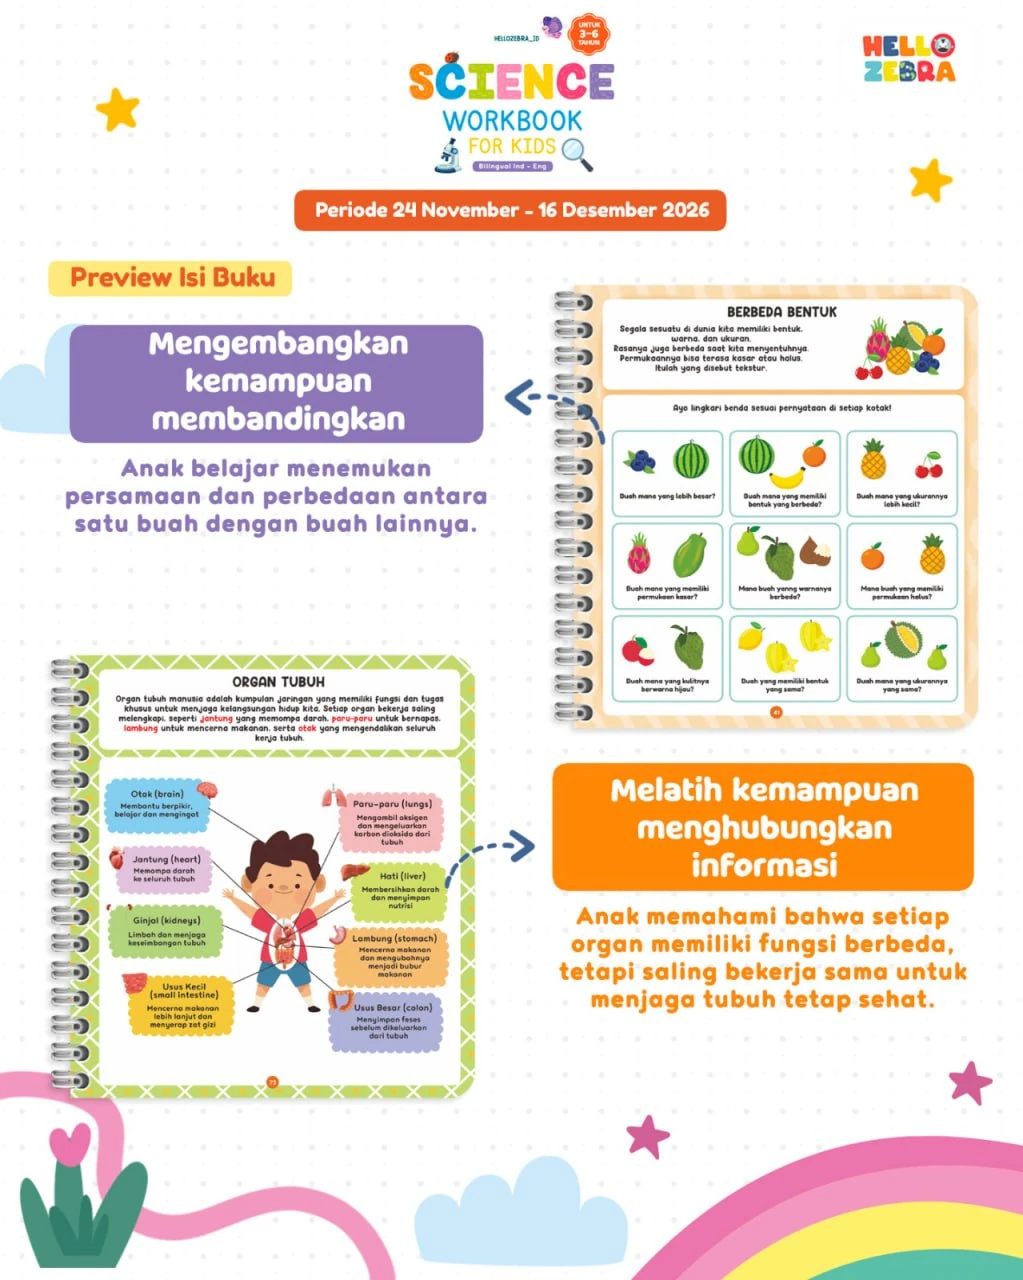 HELLOZEBRA_ID
UNTUK
3-6
TAHUN
HELLO
ZEBRA
SCIENCE
WORKBOOK
FOR KIDS
Bilingual Ind - Eng
Periode 24 November - 16 Desember 2026
Preview Isi Buku
Mengembangkan
kemampuan
membandingkan
Anak belajar menemukan
persamaan dan perbedaan antara
satu buah dengan buah lainnya.
BERBEDA BENTUK
Segala sesuatu di dunia kita memiliki bentuk,
warna, dan ukuran.
Rasanya juga berbeda saat kita menyentuhnya.
Permukaannya bisa terasa kasar atau halus.
Itulah yang disebut tekstur.
Ayo lingkari benda sesuai pernyataan di setiap kotak!
Buah mana yang lebih besar?
Buah mana yang memiliki
bentuk yang berbeda?
Buah mana yang ukurannya
lebih kecil?
Buah mana yang memiliki
permukaan kasar?
Mana buah yenng warnanya
berbeda?
Mana buah yang memiliki
permukaan halus?
Buah mana yang kulitnya
berwarna hijau?
Buah yang memiliki bentuk
yang sama?
Buah mana yang ukurannya
yang sama?
41
ORGAN TUBUH
Organ tubuh manusia adalah kumpulan jaringan yang memiliki fungsi dan tugas
khusus untuk menjaga kelangsungan hidup kita. Setiap organ bekerja saling
melengkapi, seperti jantung yang memompa darah, paru-paru untuk bernapas,
lambung untuk mencerna makanan, serta otak yang mengendalikan seluruh
kerja tubuh.
Otak (brain)
Membantu berpikir,
belajar dan mengingat
Jantung (heart)
Memompa darah
ke seluruh tubuh
Ginjal (kidneys)
Limbah dan menjaga
keseimbangan tubuh
Usus Kecil
(small intestine)
Mencerna makanan
lebih lanjut dan
menyerap zat gizi
Paru-paru (lungs)
Mengambil oksigen
dan mengeluarkan
karbon dioksida dari
tubuh
Hati (liver)
Membersihkan darah
dan menyimpan
nutrisi
Lambung (stomach)
Mencerna makanan
dan mengubahnya
menjadi bubur
makanan
Usus Besar (colon)
Menyimpan feses
sebelum dikeluarkan
dari tubuh
73
Melatih kemampuan
menghubungkan
informasi
Anak memahami bahwa setiap
organ memiliki fungsi berbeda,
tetapi saling bekerja sama untuk
menjaga tubuh tetap sehat.